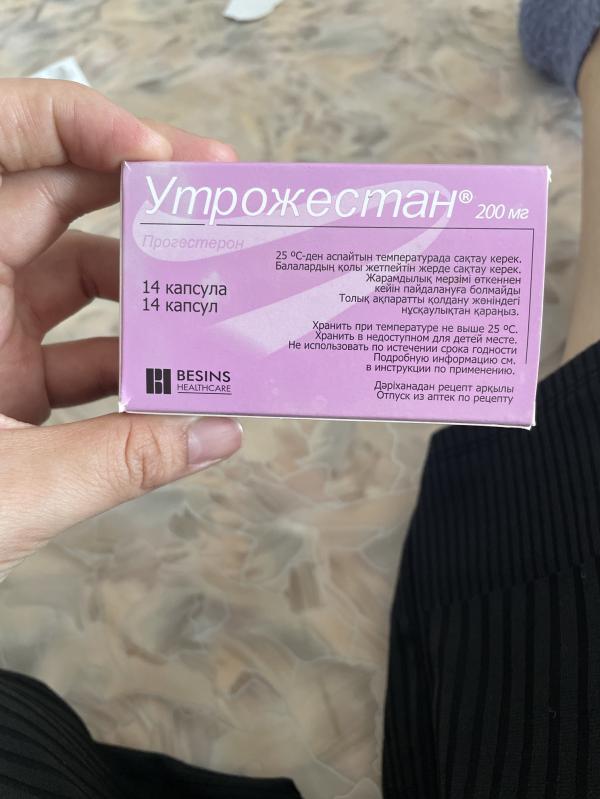 Утрожестан® 200 мг
Прогестерон
14 капсула
14 капсул
25 ºС-ден аспайтын температурада сақтау керек.
Балалардың қолы жетпейтін жерде сақтау керек.
Жарамдылық мерзімі өткеннен
кейін пайдалануға болмайды
Толық ақпаратты қолдану жөніндегі
нұсқаулықтан қараңыз.
Хранить при температуре не выше 25 ºС.
Хранить в недоступном для детей месте.
Не использовать по истечении срока годности
Подробную информацию см.
в инструкции по применению.
Дәріханадан рецепт арқылы
Отпуск из аптек по рецепту
BESINS
HEALTHCARE